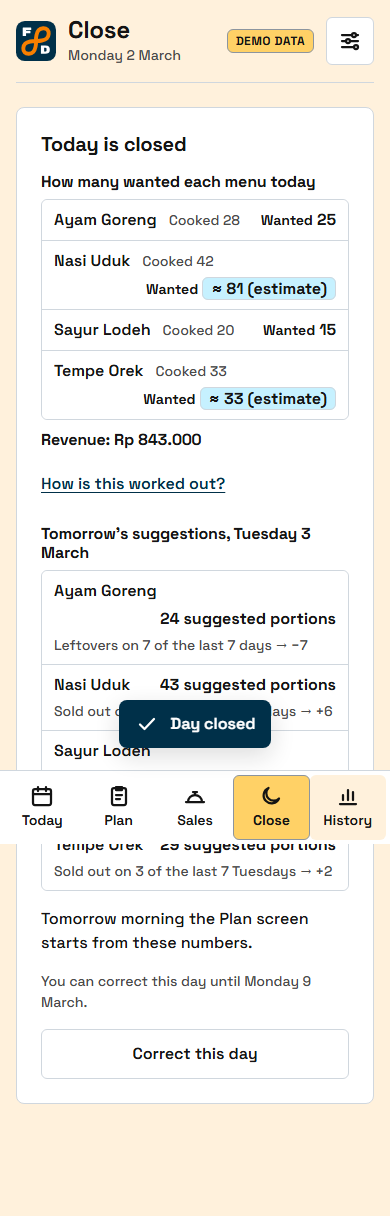 F D
Close
Monday 2 March
DEMO DATA
Today is closed
How many wanted each menu today
Ayam Goreng Cooked 28 Wanted 25
Nasi Uduk Cooked 42
Wanted ≈ 81 (estimate)
Sayur Lodeh Cooked 20 Wanted 15
Tempe Orek Cooked 33
Wanted ≈ 33 (estimate)
Revenue: Rp 843.000
How is this worked out?
Tomorrow's suggestions, Tuesday 3
March
Ayam Goreng
24 suggested portions
Leftovers on 7 of the last 7 days → −7
Nasi Uduk 43 suggested portions
Sold out → +6
Day closed
Sayur Lodeh
Today
Plan
Sales
Close
History
Tempe Orek 29 suggested portions
Sold out on 3 of the last 7 Tuesdays → +2
Tomorrow morning the Plan screen
starts from these numbers.
You can correct this day until Monday 9
March.
Correct this day